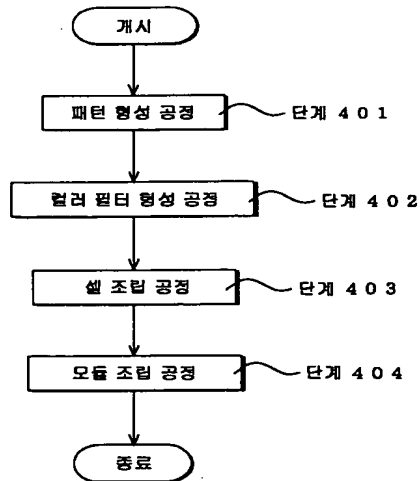 개시
패턴 형성 공정
단계 401
컬러 필터 형성 공정
단계 402
셀 조립 공정
단계 403
모듈 조립 공정
단계 404
종료